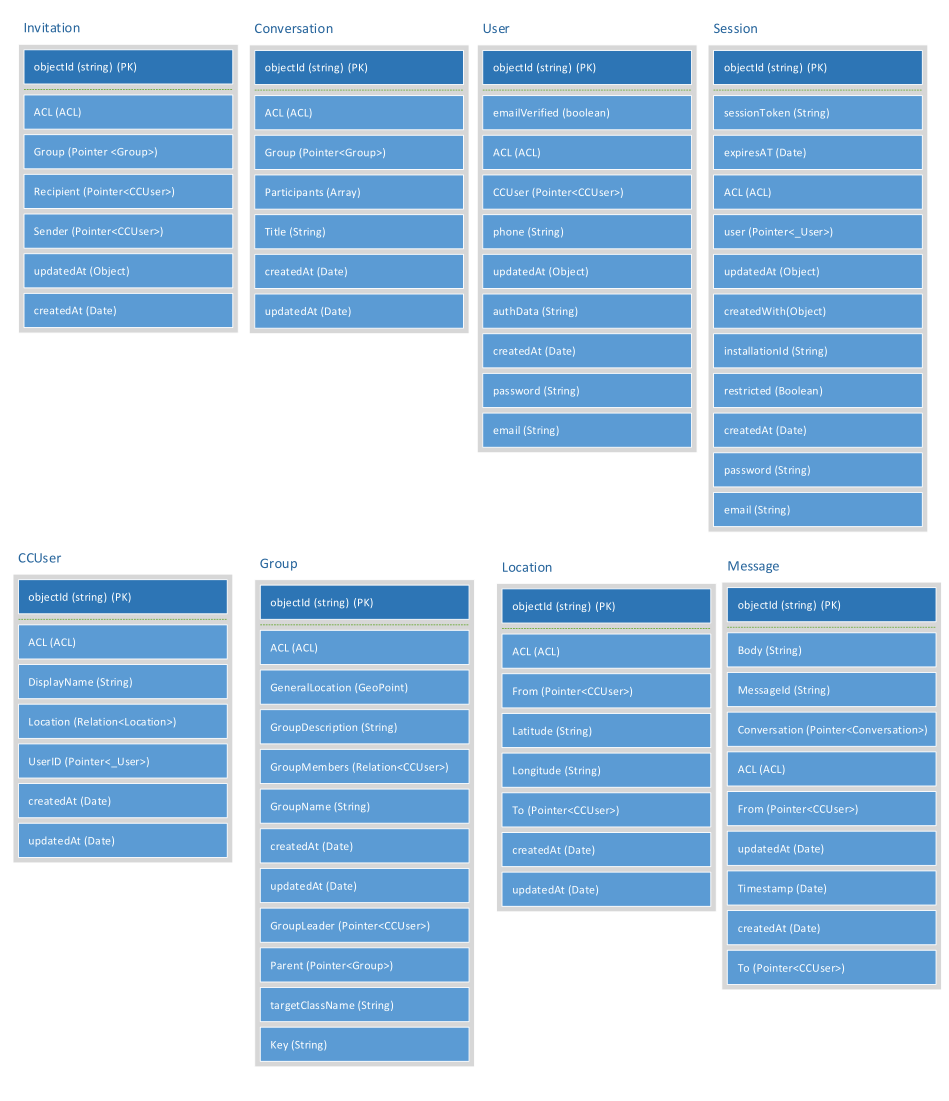 Invitation
objectId (string) (PK)
ACL (ACL)
Group (Pointer <Group>)
Recipient (Pointer<CCUser>)
Sender (Pointer<CCUser>)
updatedAt (Object)
createdAt (Date)
Conversation
objectId (string) (PK)
ACL (ACL)
Group (Pointer<Group>)
Participants (Array)
Title (String)
createdAt (Date)
updatedAt (Date)
User
objectId (string) (PK)
emailVerified (boolean)
ACL (ACL)
CCUser (Pointer<CCUser>)
phone (String)
updatedAt (Object)
authData (String)
createdAt (Date)
password (String)
email (String)
Session
objectId (string) (PK)
sessionToken (String)
expiresAT (Date)
ACL (ACL)
user (Pointer<_User>)
updatedAt (Object)
createdWith(Object)
installationId (String)
restricted (Boolean)
createdAt (Date)
password (String)
email (String)
CCUser
objectId (string) (PK)
ACL (ACL)
DisplayName (String)
Location (Relation<Location>)
UserID (Pointer<_User>)
createdAt (Date)
updatedAt (Date)
Group
objectId (string) (PK)
ACL (ACL)
GeneralLocation (GeoPoint)
GroupDescription (String)
GroupMembers (Relation<CCUser>)
GroupName (String)
createdAt (Date)
updatedAt (Date)
GroupLeader (Pointer<CCUser>)
Parent (Pointer<Group>)
targetClassName (String)
Key (String)
Location
objectId (string) (PK)
ACL (ACL)
From (Pointer<CCUser>)
Latitude (String)
Longitude (String)
To (Pointer<CCUser>)
createdAt (Date)
updatedAt (Date)
Message
objectId (string) (PK)
Body (String)
MessageId (String)
Conversation (Pointer<Conversation>)
ACL (ACL)
From (Pointer<CCUser>)
updatedAt (Date)
Timestamp (Date)
createdAt (Date)
To (Pointer<CCUser>)